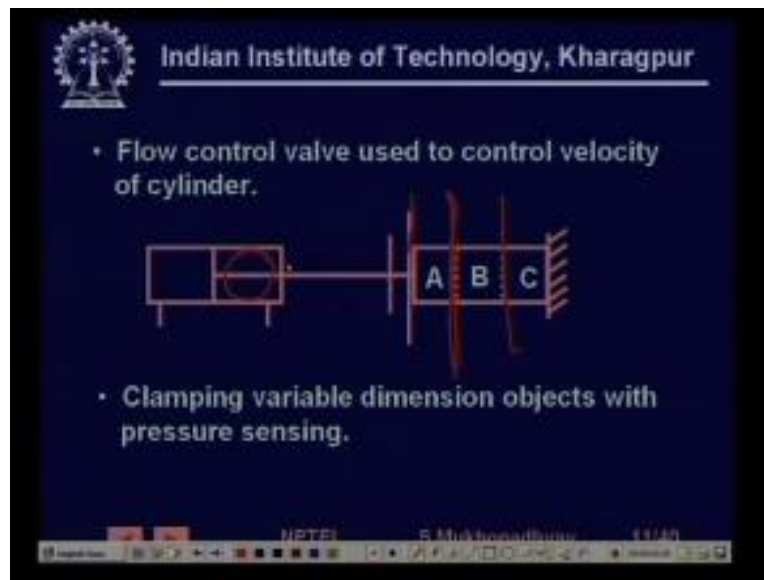 Indian Institute of Technology, Kharagpur
• Flow control valve used to control velocity
of cylinder.
A B C
• Clamping variable dimension objects with
pressure sensing.
NPTEL S.Mukhopadhyay 11/40